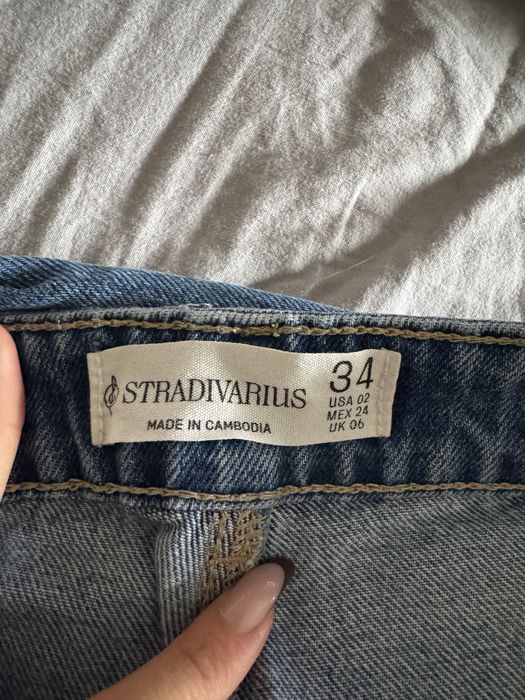 STRADIVARIUS
MADE IN CAMBODIA
34
USA 02
MEX 24
UK 06